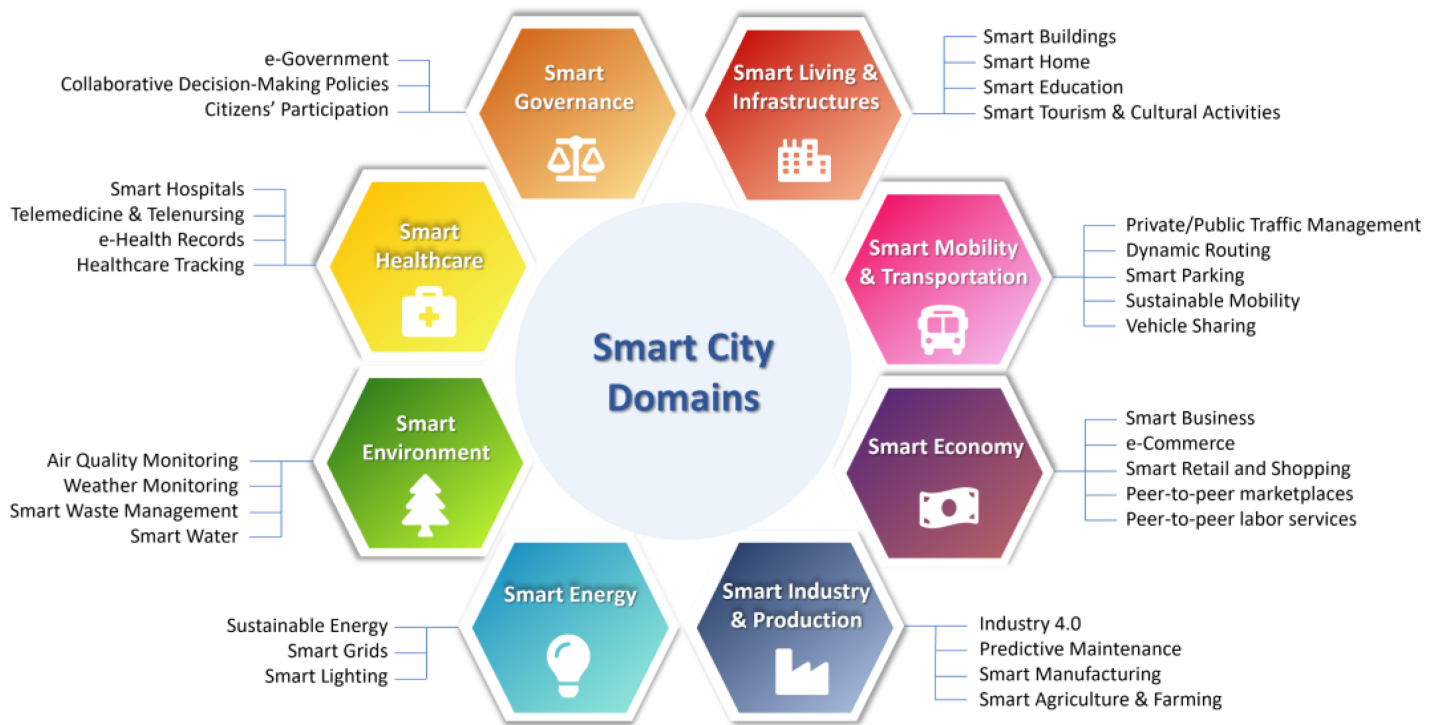 e-Government
Collaborative Decision-Making Policies
Citizens’ Participation
Smart
Governance
Smart Living &
Infrastructures
Smart Buildings
Smart Home
Smart Education
Smart Tourism & Cultural Activities
Smart Hospitals
Telemedicine & Telenursing
e-Health Records
Healthcare Tracking
Smart
Healthcare
Smart Mobility
& Transportation
Private/Public Traffic Management
Dynamic Routing
Smart Parking
Sustainable Mobility
Vehicle Sharing
Smart City
Domains
Air Quality Monitoring
Weather Monitoring
Smart Waste Management
Smart Water
Smart
Environment
Smart Economy
Smart Business
e-Commerce
Smart Retail and Shopping
Peer-to-peer marketplaces
Peer-to-peer labor services
Sustainable Energy
Smart Grids
Smart Lighting
Smart Energy
Smart Industry
& Production
Industry 4.0
Predictive Maintenance
Smart Manufacturing
Smart Agriculture & Farming